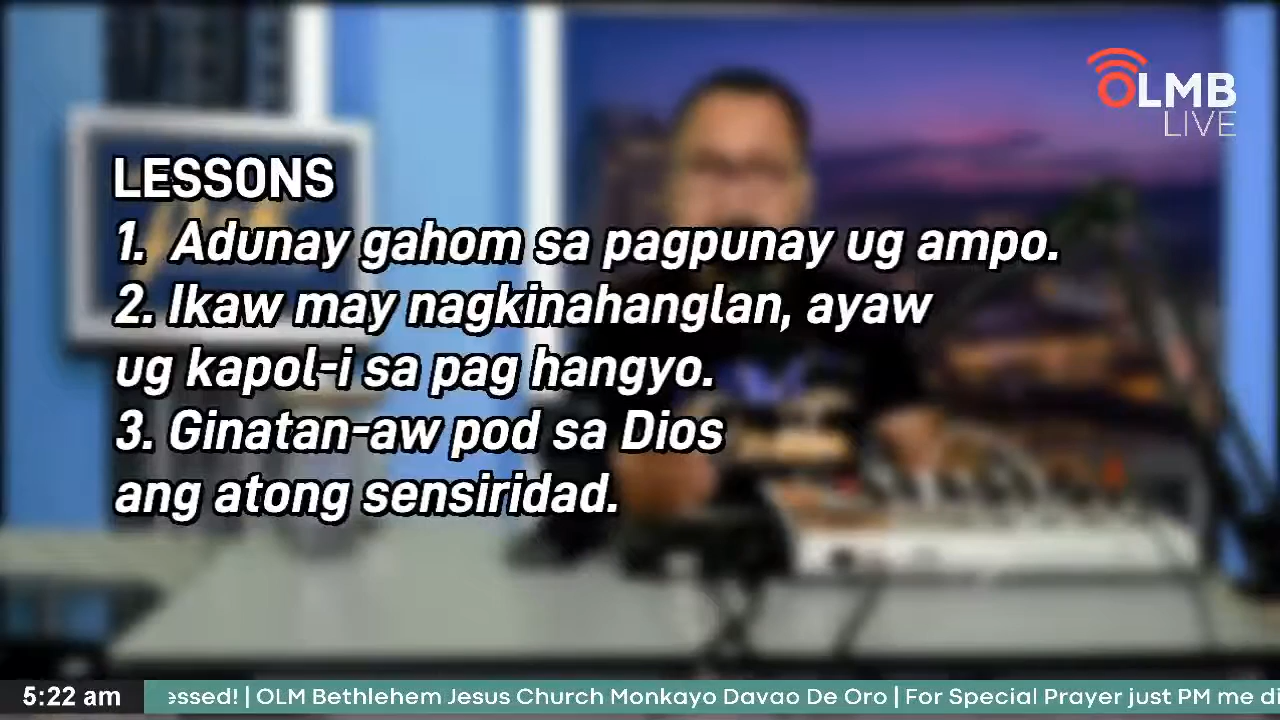 OLMB
LIVE
LESSONS
1. Adunay gahom sa pagpunay ug ampo.
2. Ikaw may nagkinahanglan, ayaw
ug kapol-i sa pag hangyo.
3. Ginatan-aw pod sa Dios
ang atong sensiridad.
5:22 am essed! | OLM Bethlehem Jesus Church Monkayo Davao De Oro | For Special Prayer just PM me di